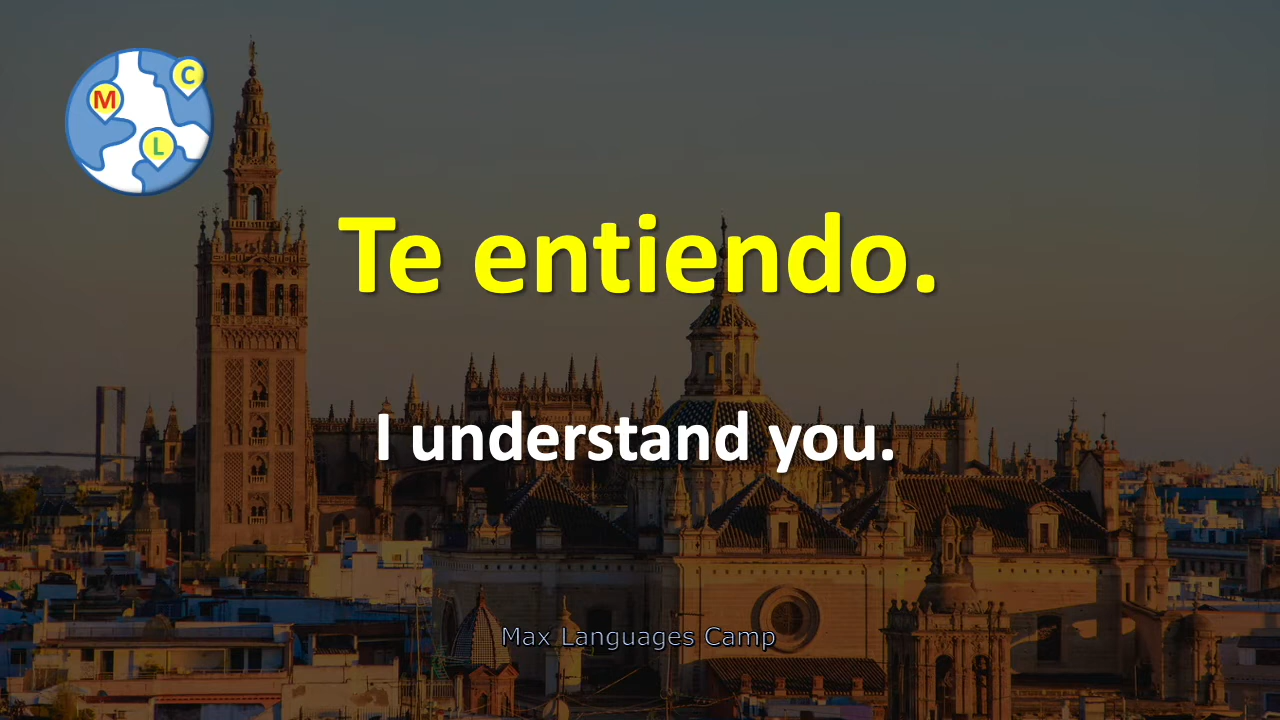 C
M
L
Te entiendo.
I understand you.
Max Languages Camp